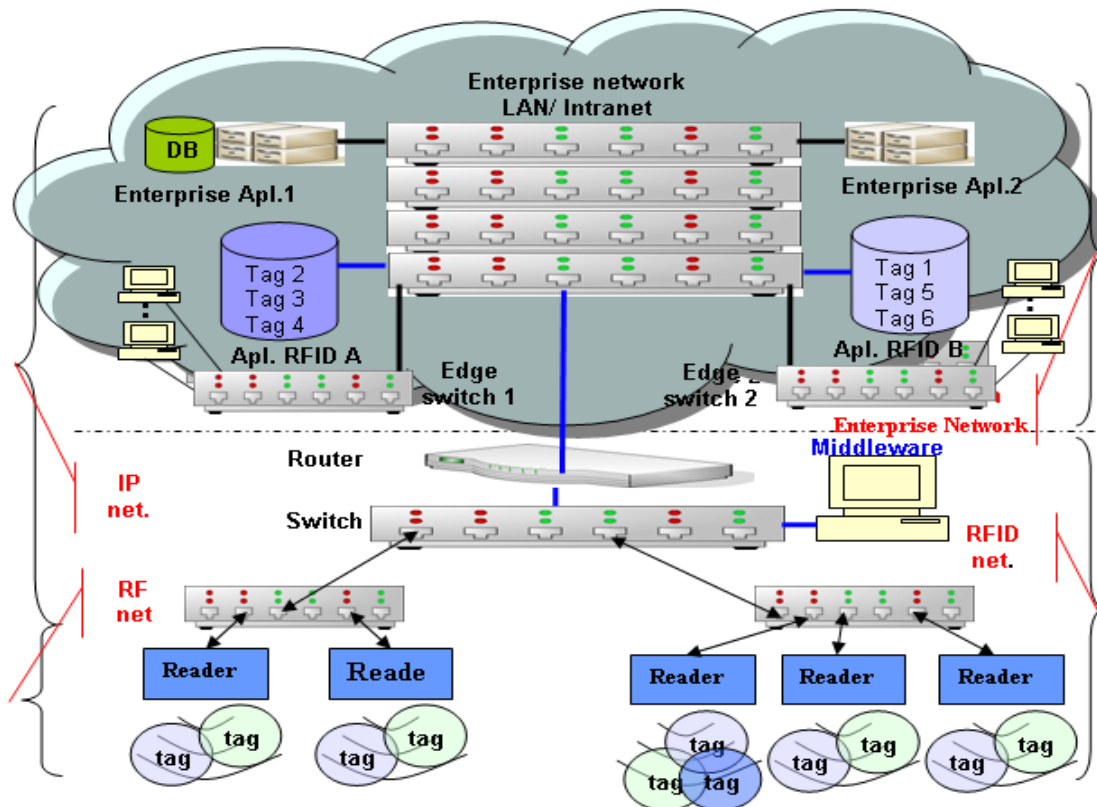 Enterprise network
LAN/ Intranet
DB
Enterprise Apl.1
Enterprise Apl.2
Tag 2
Tag 3
Tag 4
Tag 1
Tag 5
Tag 6
Apl. RFID A
Apl. RFID B
Edge
switch 1
Edge
switch 2
Enterprise Network
Middleware
Router
IP
net.
Switch
RFID
net.
RF
net
Reader
Reade
Reader
Reader
Reader
tag
tag
tag
tag
tag
tag
tag
tag
tag
tag
tag